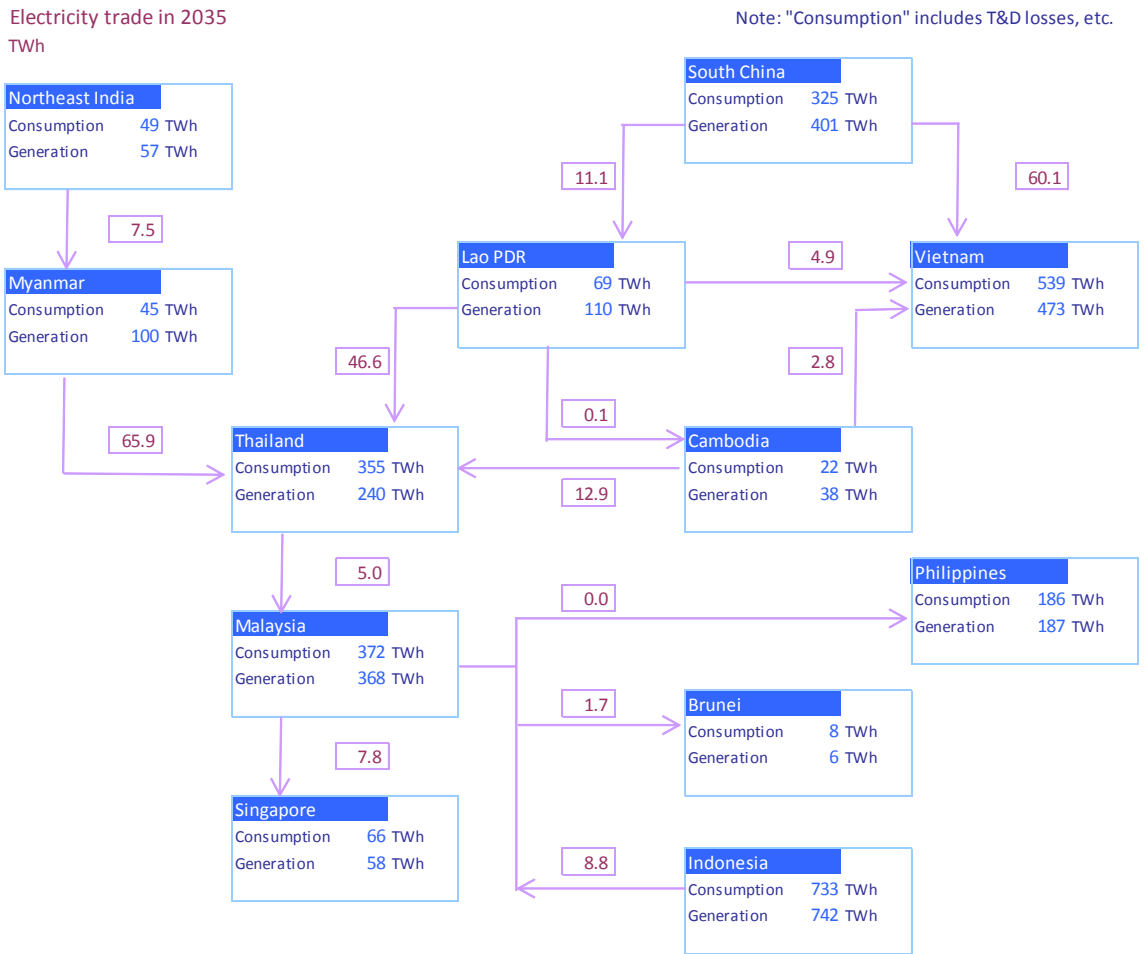 Electricity trade in 2035
TWh
Note: "Consumption" includes T&D losses, etc.
Northeast India
Consumption 49 TWh
Generation 57 TWh
South China
Consumption 325 TWh
Generation 401 TWh
11.1
60.1
7.5
Myanmar
Consumption 45 TWh
Generation 100 TWh
Lao PDR
Consumption 69 TWh
Generation 110 TWh
4.9
Vietnam
Consumption 539 TWh
Generation 473 TWh
46.6
2.8
0.1
65.9
Thailand
Consumption 355 TWh
Generation 240 TWh
Cambodia
Consumption 22 TWh
Generation 38 TWh
12.9
5.0
0.0
Philippines
Consumption 186 TWh
Generation 187 TWh
Malaysia
Consumption 372 TWh
Generation 368 TWh
1.7
Brunei
Consumption 8 TWh
Generation 6 TWh
7.8
Singapore
Consumption 66 TWh
Generation 58 TWh
8.8
Indonesia
Consumption 733 TWh
Generation 742 TWh